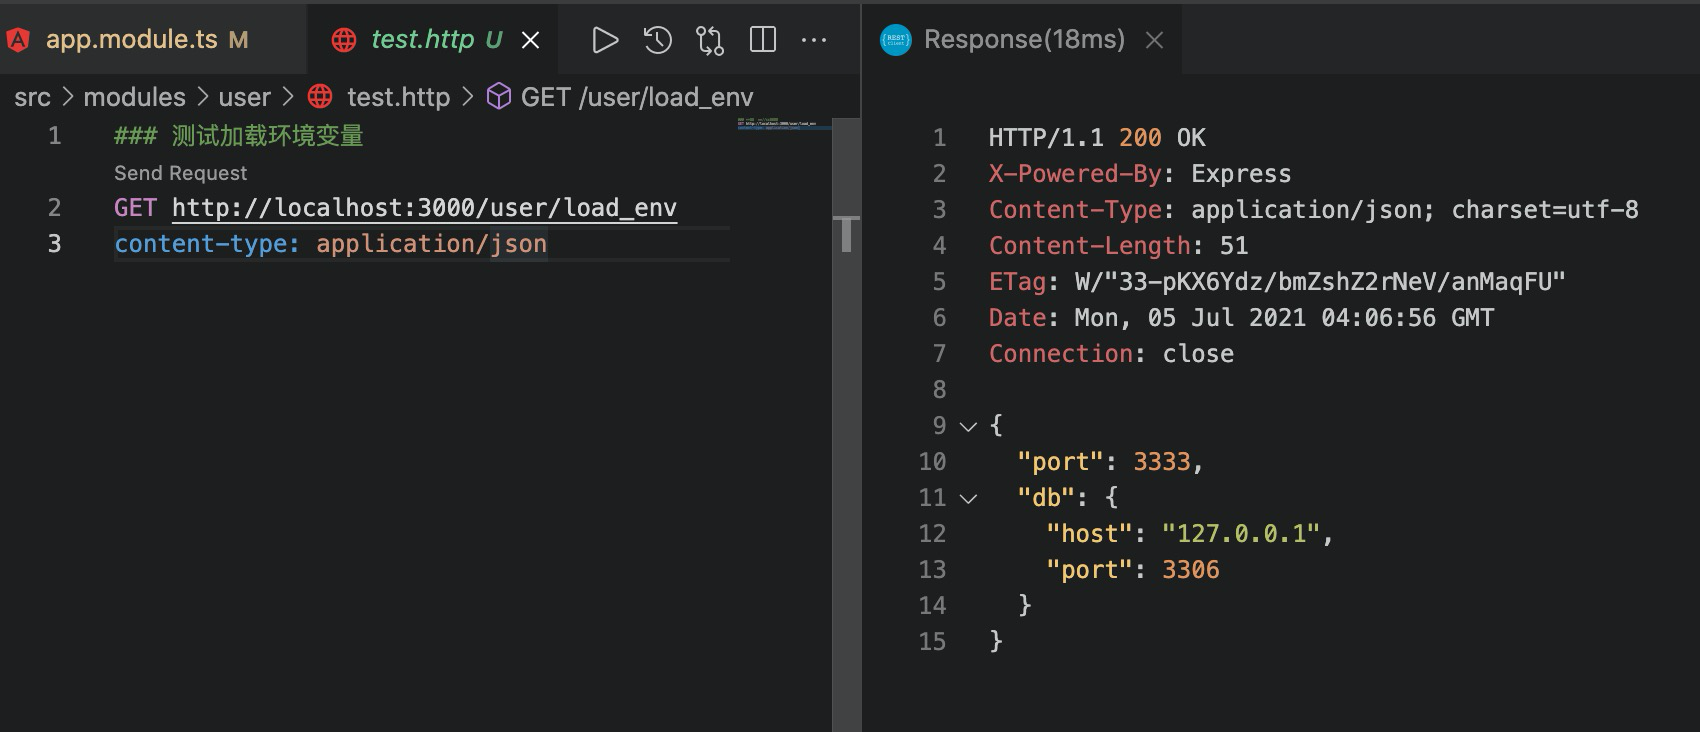 app.module.ts M
test.http U
src > modules > user > test.http > GET /user/load_env
1 ### 测试加载环境变量
Send Request
2 GET http://localhost:3000/user/load_env
3 content-type: application/json
Response(18ms)
1 HTTP/1.1 200 OK
2 X-Powered-By: Express
3 Content-Type: application/json; charset=utf-8
4 Content-Length: 51
5 ETag: W/"33-pKX6Ydz/bmZshZ2rNeV/anMaqFU"
6 Date: Mon, 05 Jul 2021 04:06:56 GMT
7 Connection: close
8
9 {
10 "port": 3333,
11 "db": {
12 "host": "127.0.0.1",
13 "port": 3306
14 }
15 }